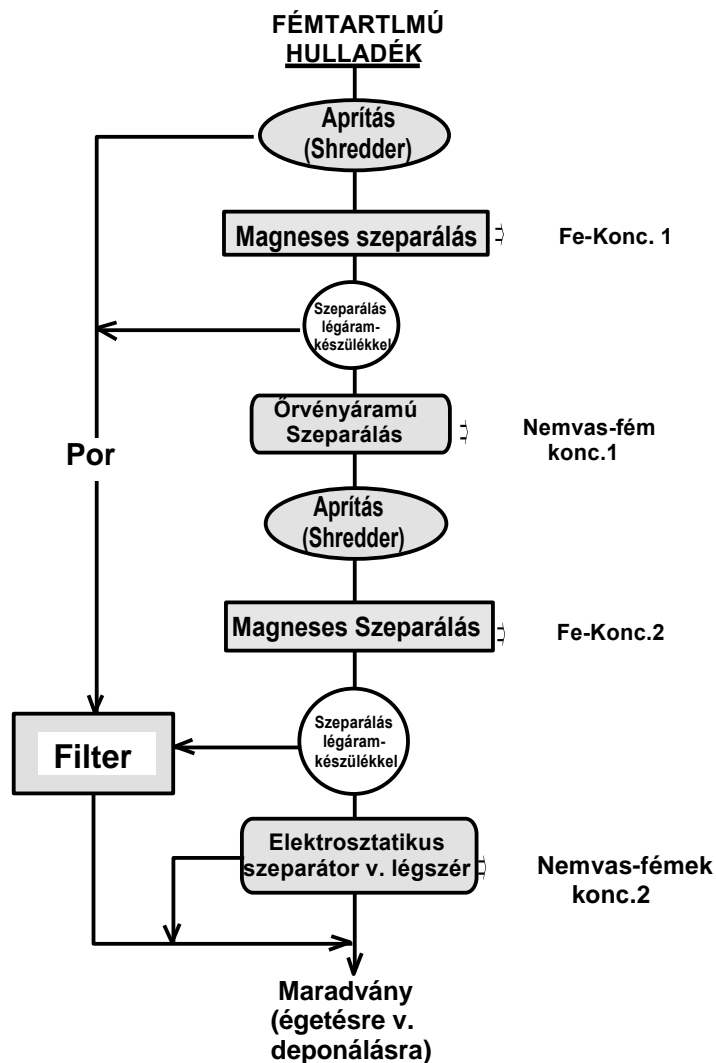 FÉMTARTLMÚ
HULLADÉK
Aprítás
(Shredder)
Magneses szeparálás
Fe-Konc. 1
Szeparálás
légáram-
készülékkel
Őrvényáramú
Szeparálás
Nemvas-fém
konc.1
Por
Aprítás
(Shredder)
Magneses Szeparálás
Fe-Konc.2
Szeparálás
légáram-
készülékkel
Filter
Elektrosztatikus
szeparátor v. légszér
Nemvas-fémek
konc.2
Maradvány
(égetésre v.
deponálásra)